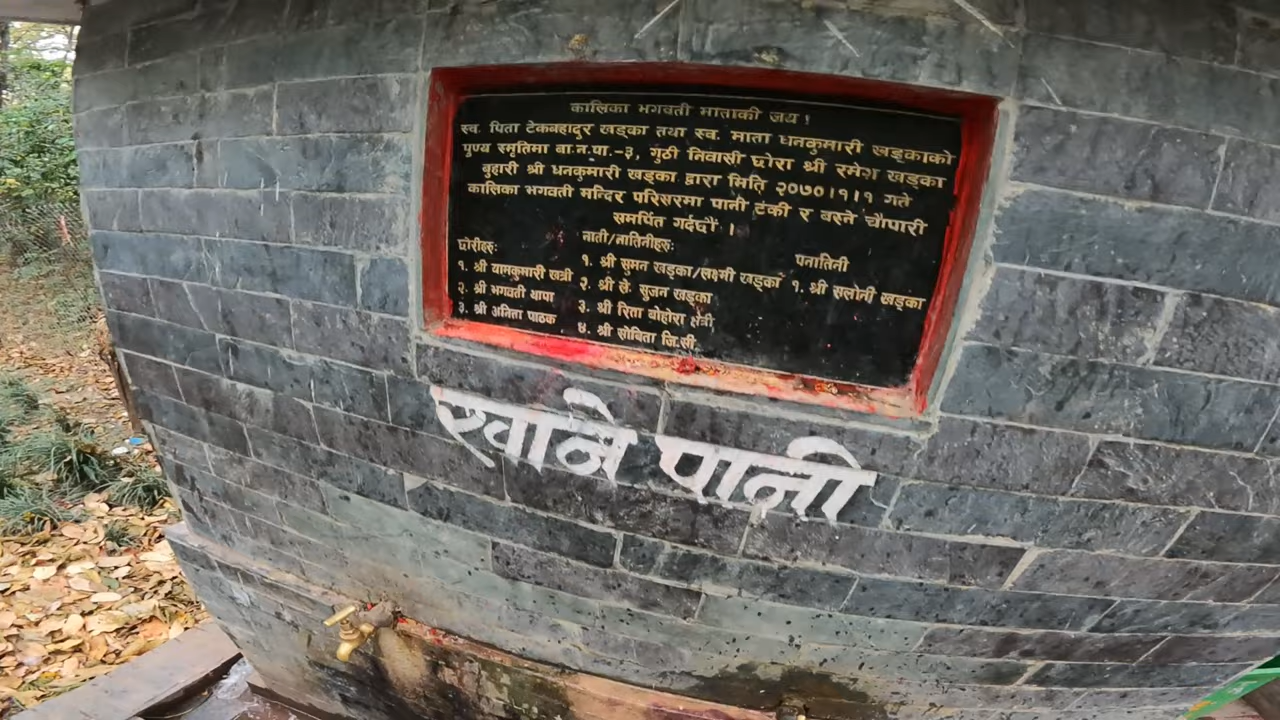 कालिका भगवती माताकी जय !
स्व. पिता टेकबहादुर खड्का तथा स्व. माता धनकुमारी खड्काको
पुण्य स्मृतिमा बा.न.पा.-३, गुठी निवासी छोरा श्री रमेश खड्का
बुहारी श्री धनकुमारी खड्का द्वारा मिति २०७०।१।१ गते
कालिका भगवती मन्दिर परिसरमा पानी टंकी र बस्ने चौपारी
समर्पित गर्दछौं ।
छोरीहरुः नाती/नातिनीहरुः पनातिनी
१. श्री यामकुमारी खत्री १. श्री सुमन खड्का/लक्ष्मी खड्का १. श्री सलोनी खड्का
२. श्री भगवती थापा २. श्री ले. सुजन खड्का
३. श्री अनिता पाठक ३. श्री रिता बोहोरा क्षेत्री
४. श्री सोबिता जि.सी.
खाने पानी